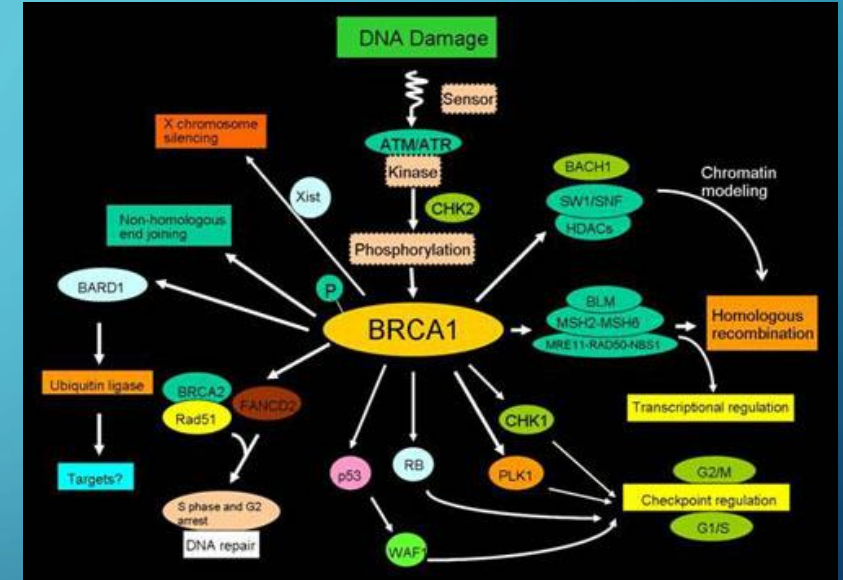 DNA Damage
Sensor
X chromosome
silencing
ATM/ATR
Kinase
BACH1
Chromatin
modeling
Xist
CHK2
SW1/SNF
HDACs
Non-homologous
end joining
Phosphorylation
BARD1
P
BRCA1
BLM
MSH2-MSH6
MRE11-RAD50-NBS1
Homologous
recombination
Ubiquitin ligase
BRCA2
Rad51
FANCD2
Transcriptional regulation
CHK1
Targets?
p53
RB
PLK1
G2/M
Checkpoint regulation
G1/S
S phase and G2
arrest
DNA repair
WAF1